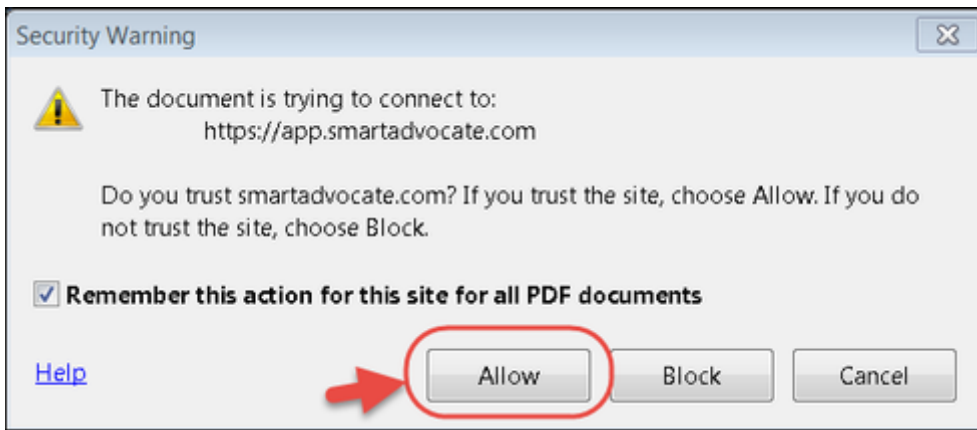 Security Warning
The document is trying to connect to:
https://app.smartadvocate.com
Do you trust smartadvocate.com? If you trust the site, choose Allow. If you do
not trust the site, choose Block.
Remember this action for this site for all PDF documents
Help Allow Block Cancel